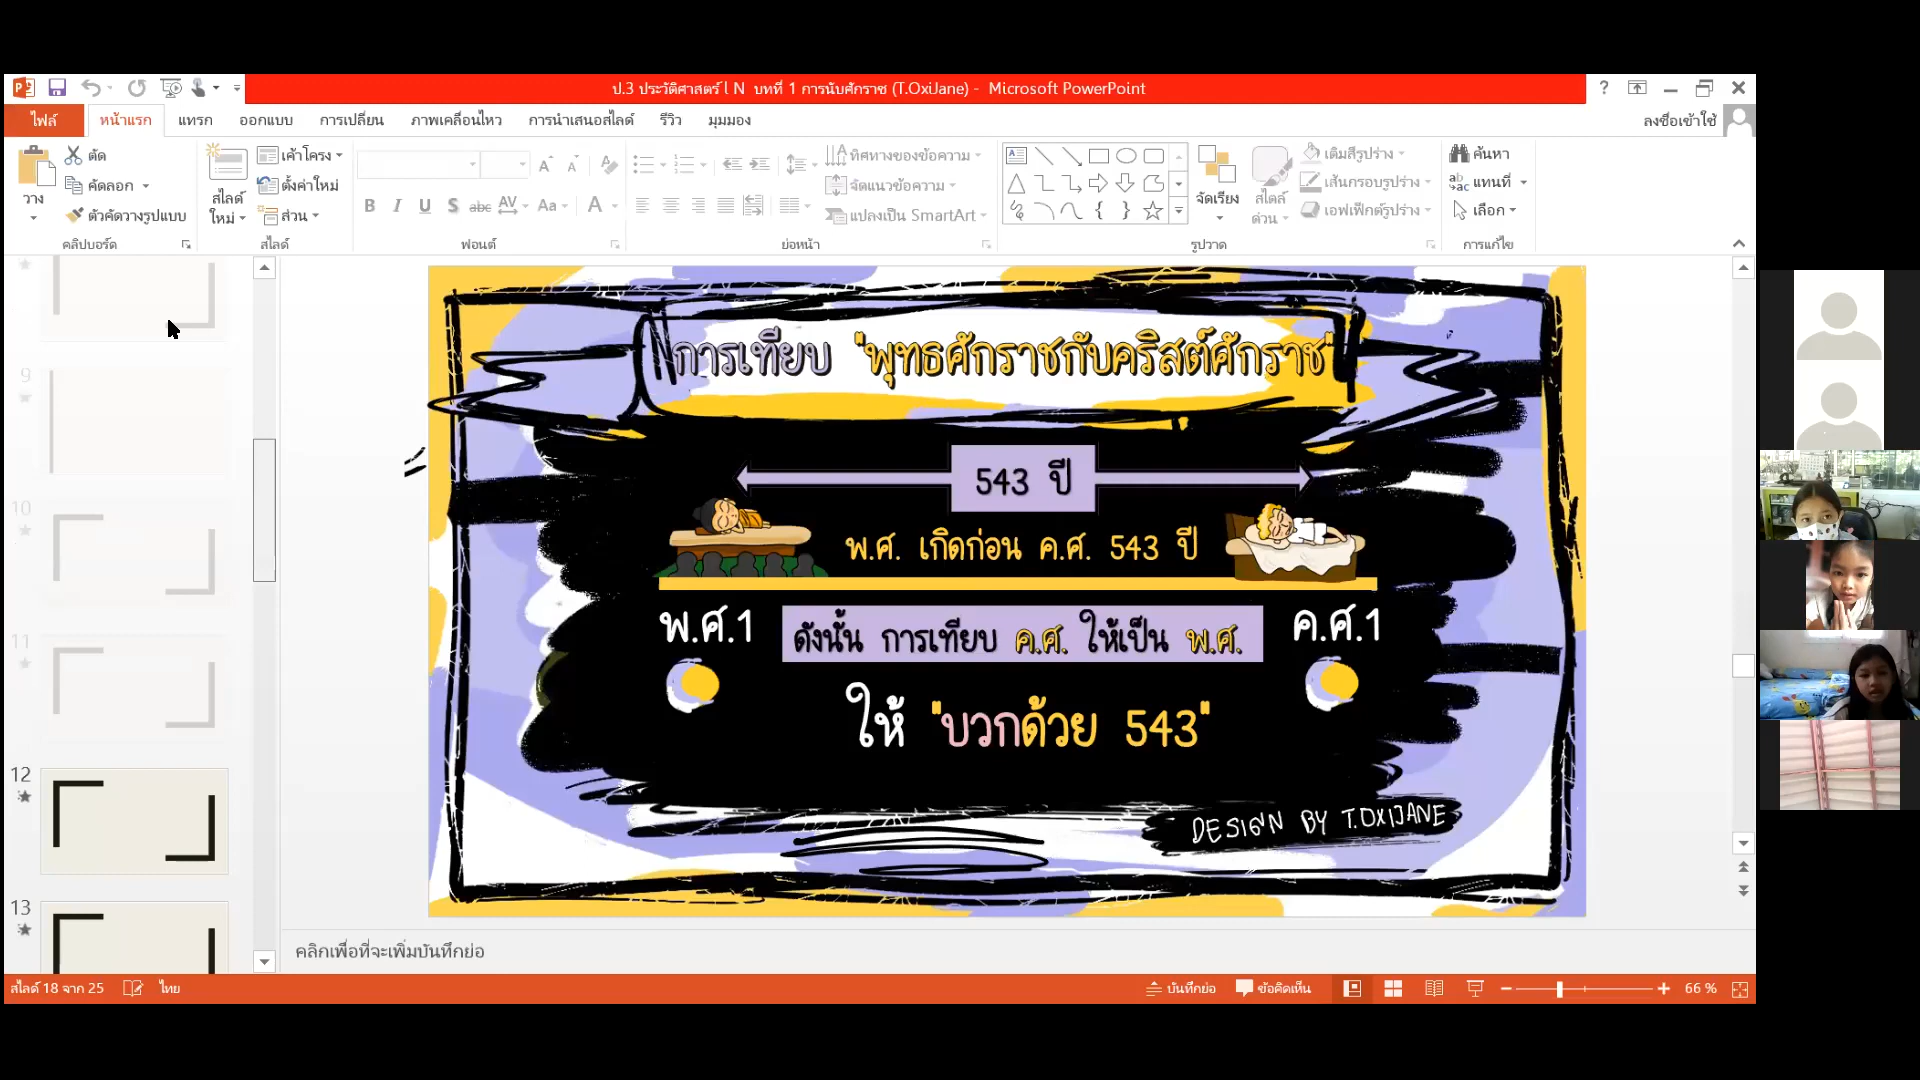 ป.3 ประวัติศาสตร์ l N บทที่ 1 การนับศักราช (T.OxiJane) - Microsoft PowerPoint
ไฟล์ หน้าแรก แทรก ออกแบบ การเปลี่ยน ภาพเคลื่อนไหว การนำเสนอสไลด์ รีวิว มุมมอง ลงชื่อเข้าใช้
วาง
ตัด
คัดลอก
ตัวคัดวางรูปแบบ
คลิปบอร์ด
สไลด์
ใหม่
เค้าโครง
ตั้งค่าใหม่
ส่วน
สไลด์
B I U S abc AV Aa A
ฟอนต์
ทิศทางของข้อความ
จัดแนวข้อความ
แปลงเป็น SmartArt
ย่อหน้า
จัดเรียง
สไตล์
ด่วน
เติมสีรูปร่าง
เส้นกรอบรูปร่าง
เอฟเฟ็กต์รูปร่าง
รูปวาด
ค้นหา
แทนที่
เลือก
การแก้ไข
9
10
11
12
13
การเทียบ "พุทธศักราชกับคริสต์ศักราช"
543 ปี
พ.ศ. เกิดก่อน ค.ศ. 543 ปี
พ.ศ.1
ดังนั้น การเทียบ ค.ศ. ให้เป็น พ.ศ.
ค.ศ.1
ให้ "บวกด้วย 543"
DESIGN BY T.OXIJANE
คลิกเพื่อที่จะเพิ่มบันทึกย่อ
สไลด์ 18 จาก 25 ไทย บันทึกย่อ ข้อคิดเห็น 66 %